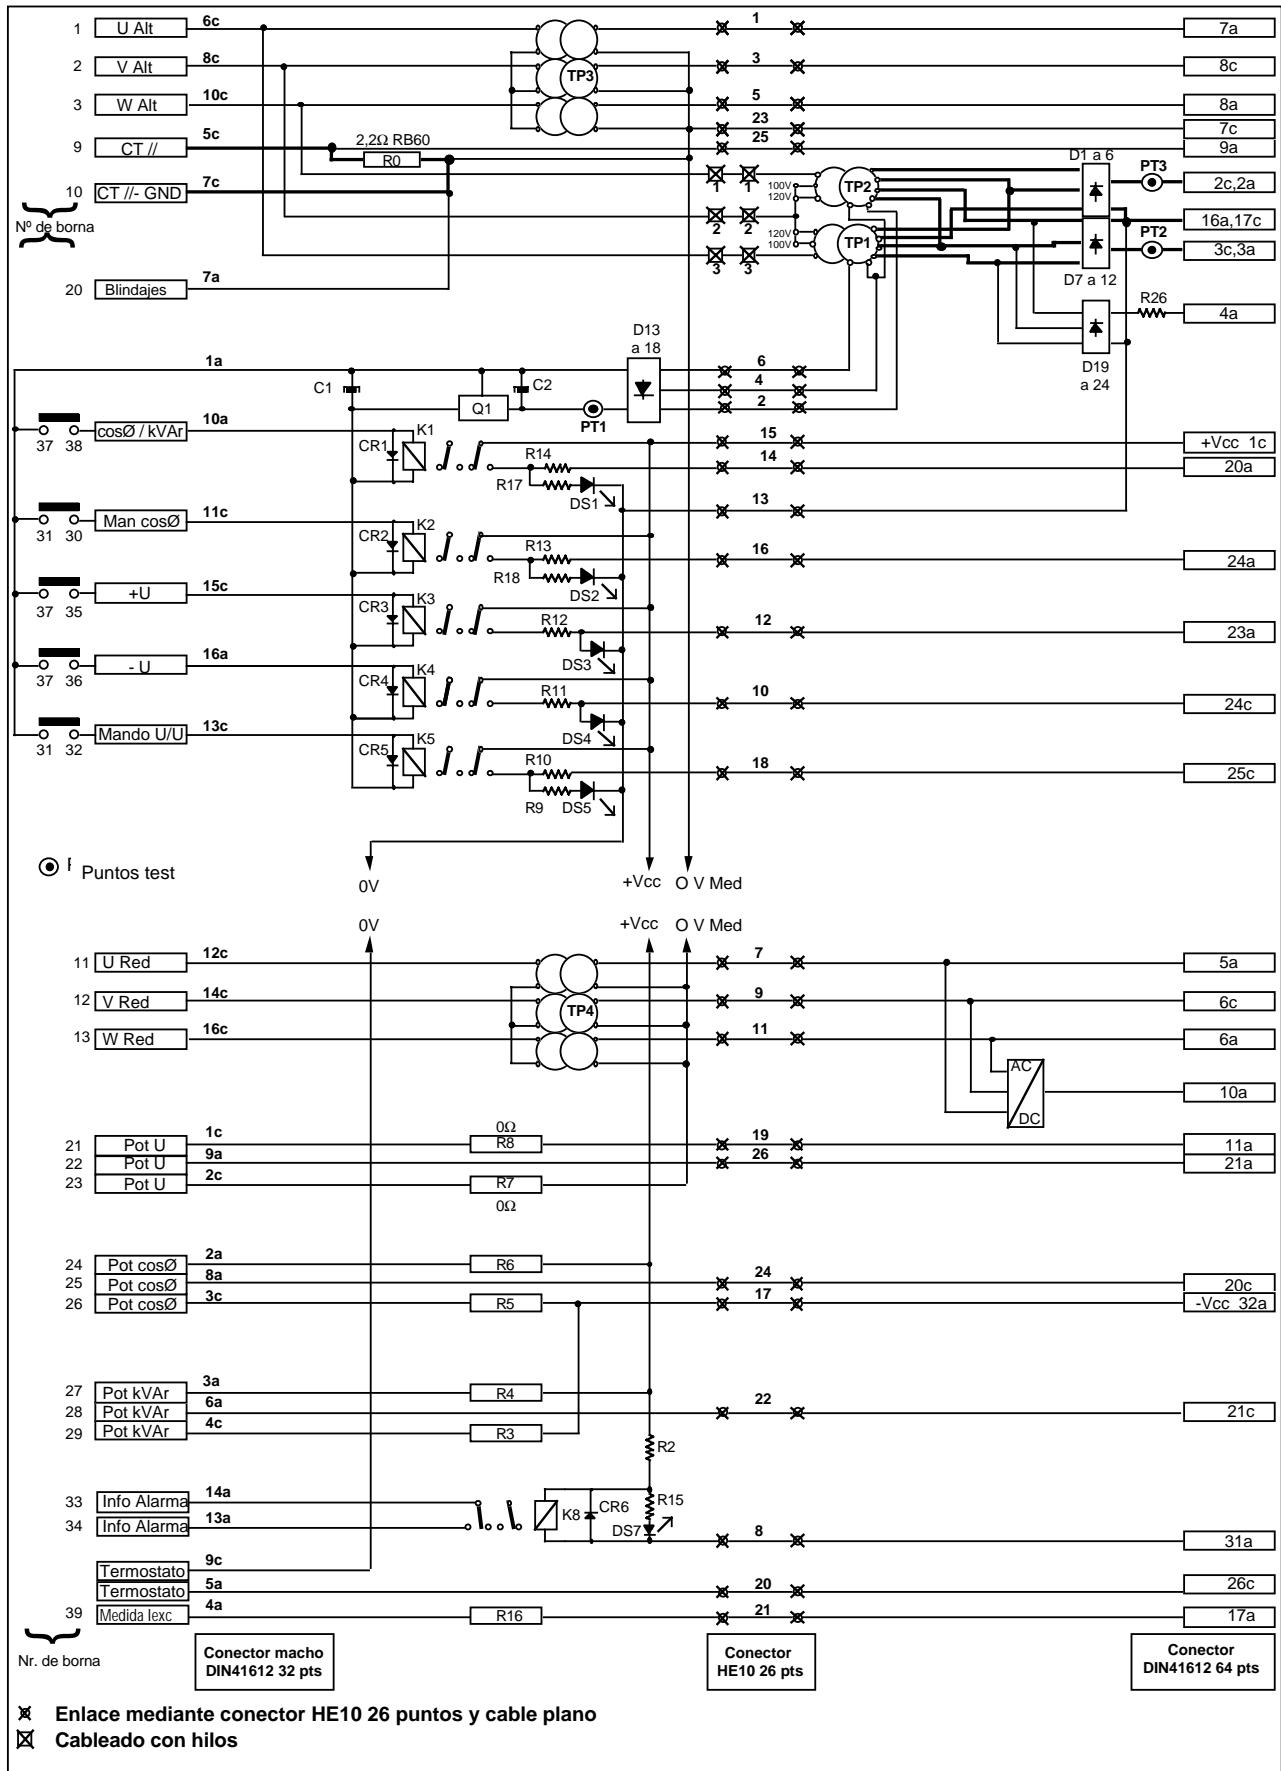 1 U Alt 6c 1 7a
2 V Alt 8c TP3 3 8c
3 W Alt 10c 5 8a
23 7c
9 CT // 5c 2,2Ω RB60 25 9a
R0 D1 a 6 PT3
10 CT //- GND 7c 1 1 100V 120V TP2 2c,2a
Nº de borna 2 2 16a,17c
120V 100V TP1 PT2 3c,3a
3 3
20 Blindajes 7a D7 a 12
R26 4a
D13 a 18
D19 a 24
1a 6
C1 C2 4
Q1 PT1 2
37 38 cosØ / kVAr 10a CR1 K1 15 +Vcc 1c
R14 14 20a
R17 DS1 13
31 30 Man cosØ 11c CR2 K2
R13 16 24a
R18 DS2
37 35 +U 15c CR3 K3
R12 12 23a
DS3
37 36 - U 16a CR4 K4
R11 10 24c
DS4
31 32 Mando U/U 13c CR5 K5
R10 18 25c
R9 DS5
Puntos test
0V +Vcc O V Med
0V +Vcc O V Med
11 U Red 12c 7 5a
12 V Red 14c TP4 9 6c
13 W Red 16c 11 6a
AC DC 10a
0Ω
21 Pot U 1c R8 19 11a
22 Pot U 9a 26 21a
23 Pot U 2c R7
0Ω
24 Pot cosØ 2a R6
25 Pot cosØ 8a 24 20c
26 Pot cosØ 3c R5 17 -Vcc 32a
27 Pot kVAr 3a R4
28 Pot kVAr 6a 22 21c
29 Pot kVAr 4c R3
R2
33 Info Alarma 14a K8 CR6 R15
34 Info Alarma 13a DS7 8 31a
Termostato 9c
Termostato 5a 20 26c
39 Medida Iexc 4a R16 21 17a
Nr. de borna
Conector macho DIN41612 32 pts
Conector HE10 26 pts
Conector DIN41612 64 pts
Enlace mediante conector HE10 26 puntos y cable plano
Cableado con hilos